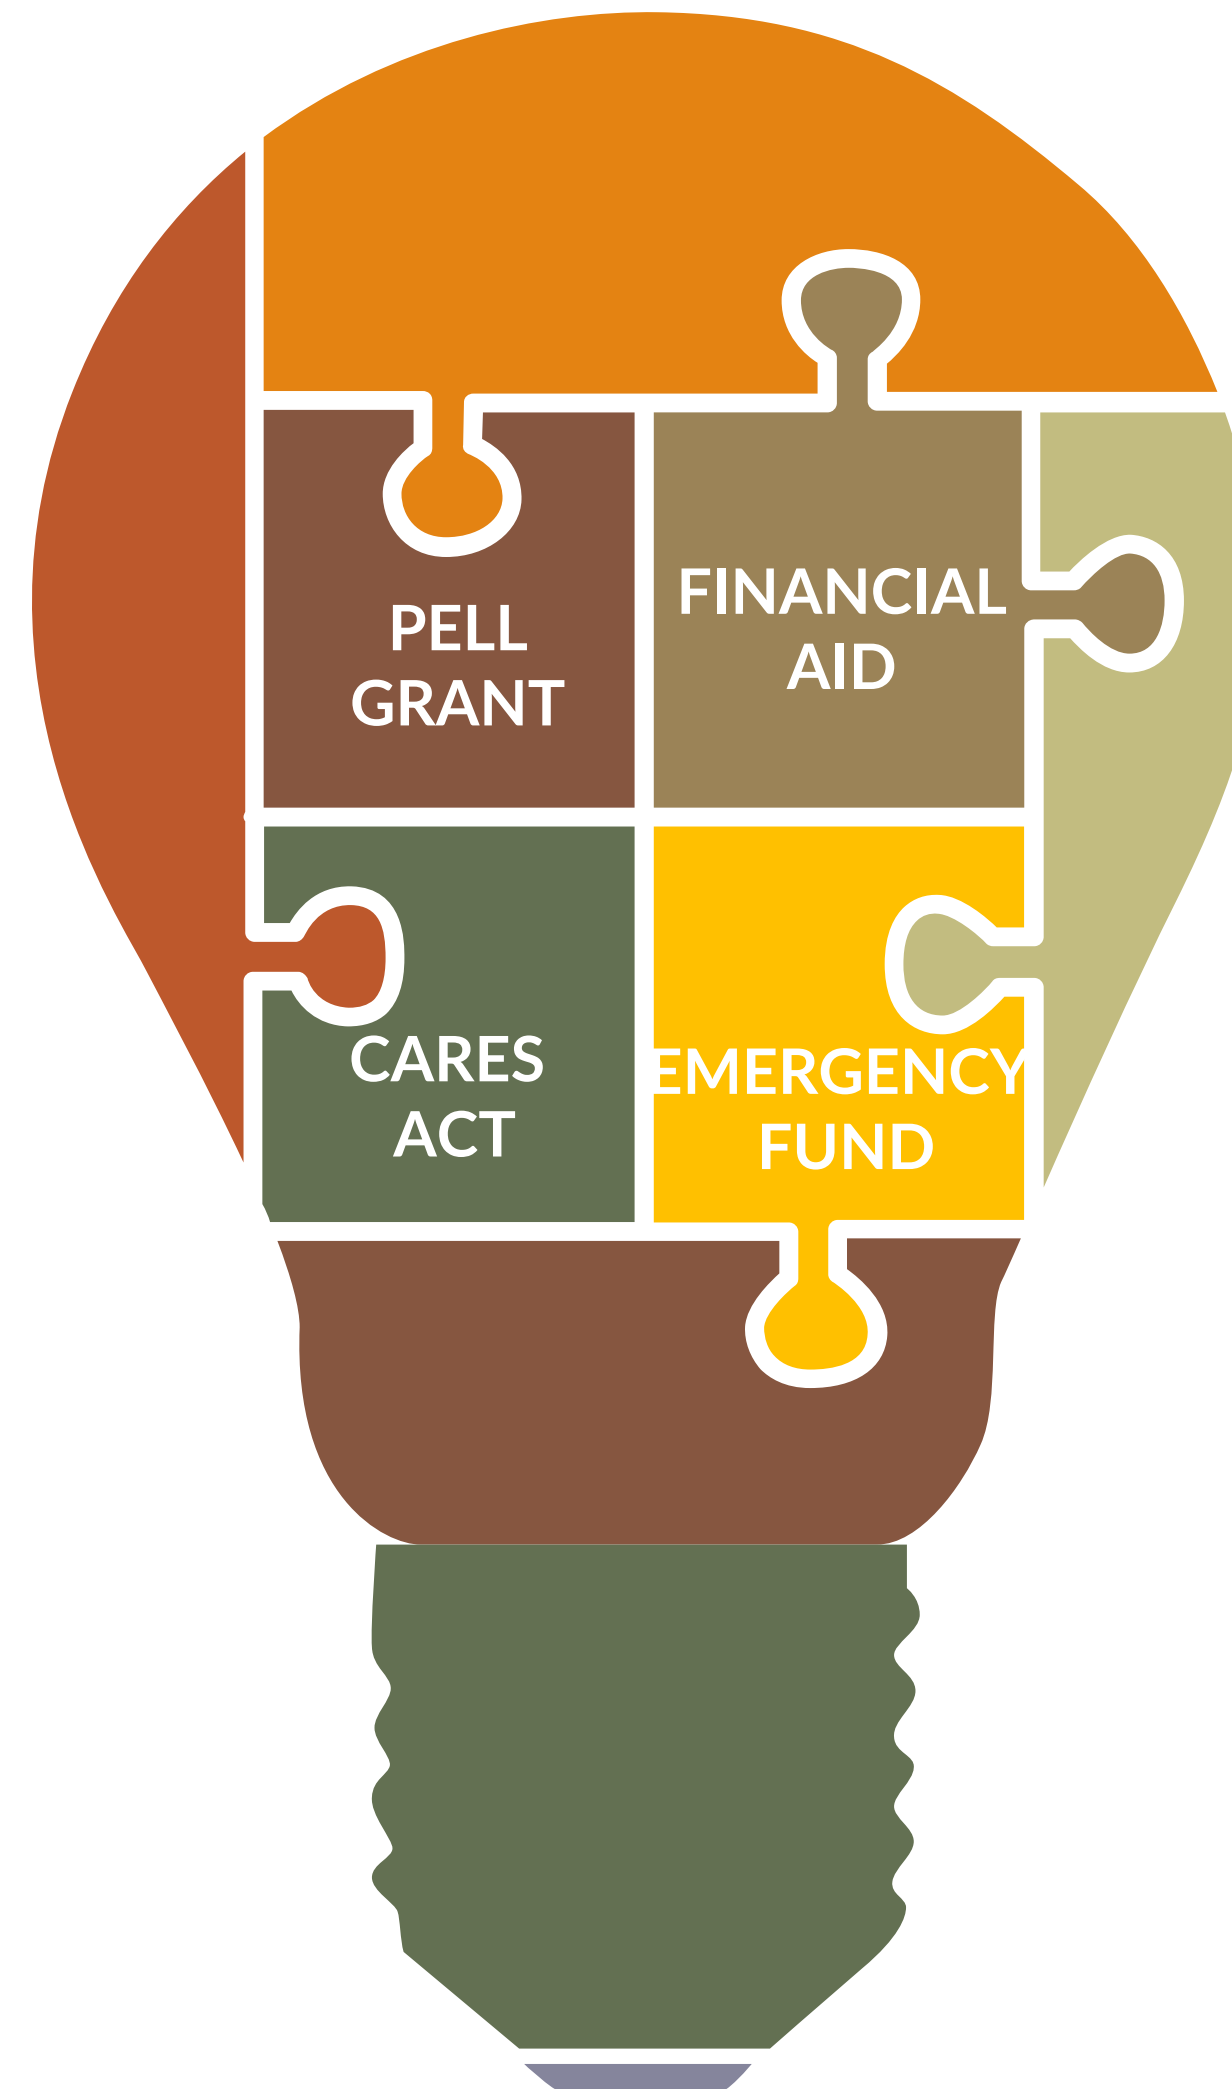 PELL
GRANT
FINANCIAL
AID
CARES
ACT
EMERGENCY
FUND